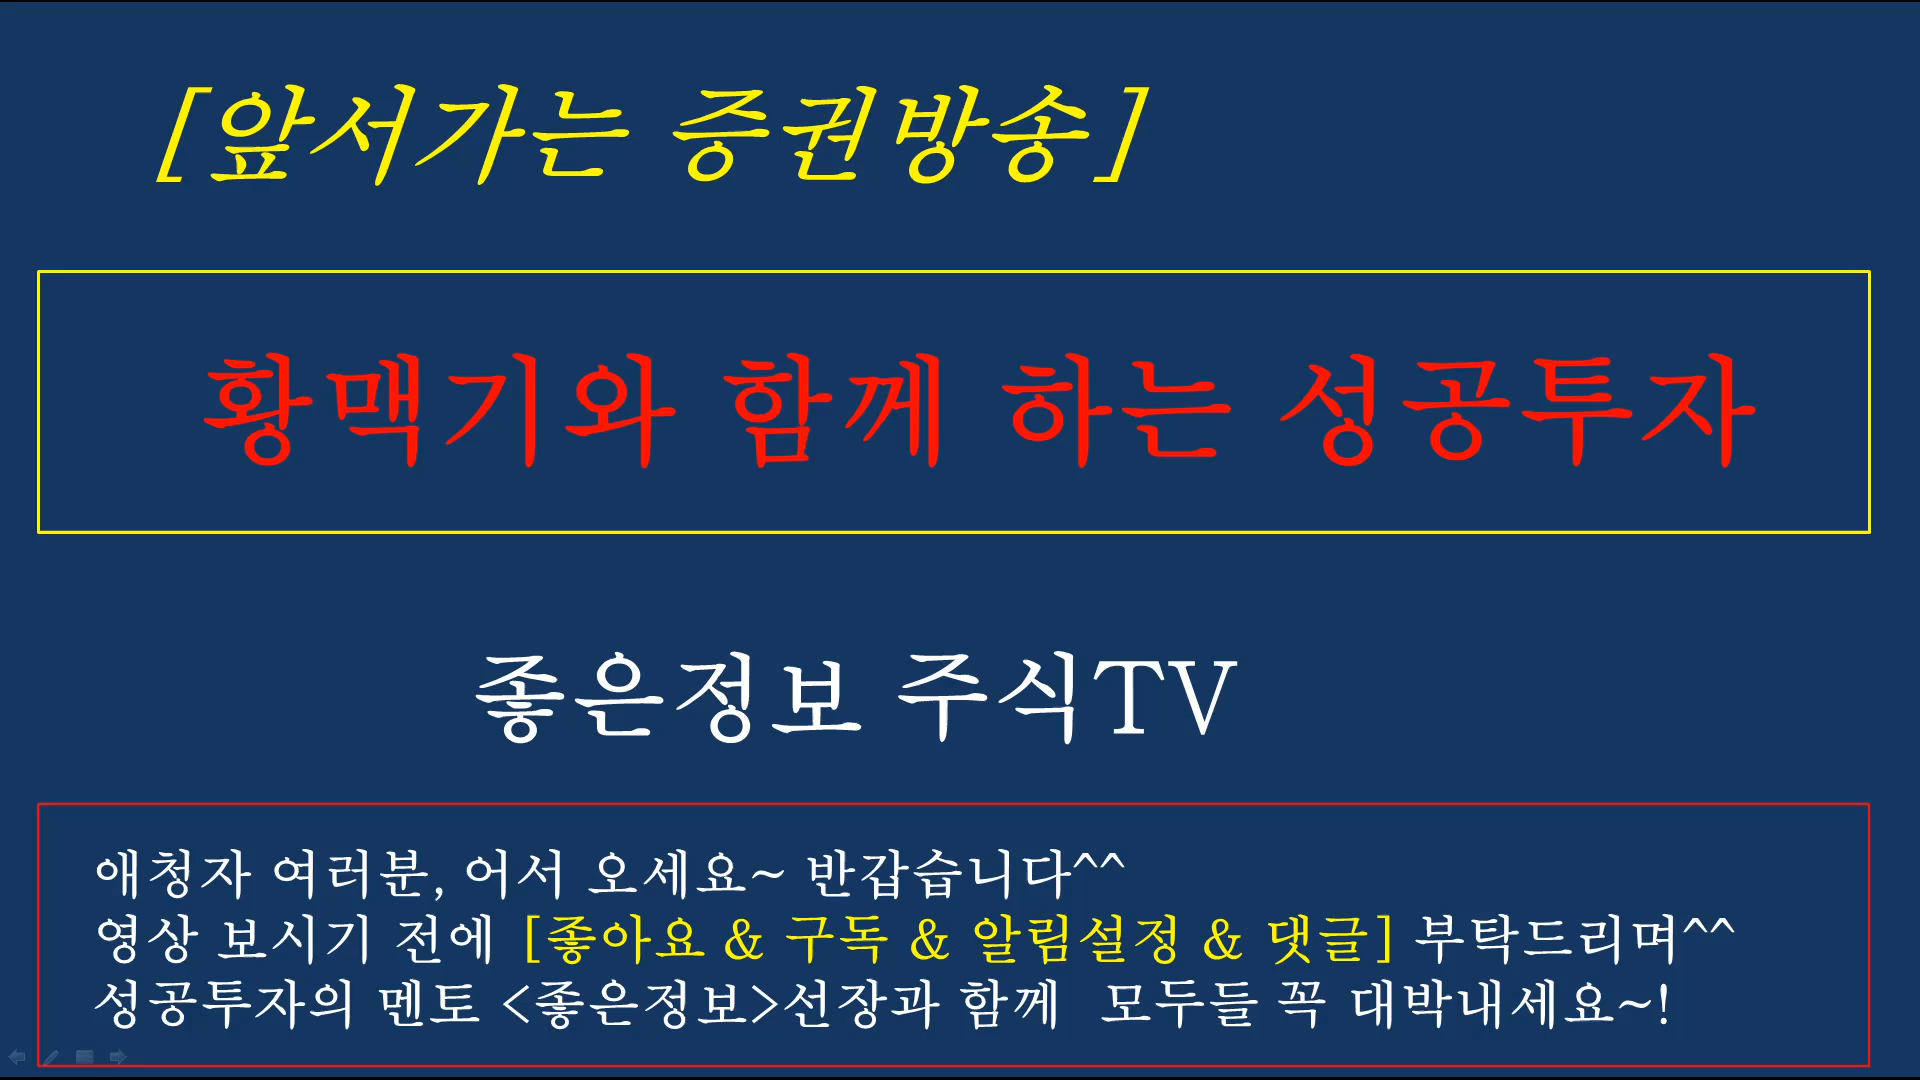 [앞서가는 증권방송]
황맥기와 함께 하는 성공투자
좋은정보 주식TV
애청자 여러분, 어서 오세요~ 반갑습니다^^
영상 보시기 전에 [좋아요 & 구독 & 알림설정 & 댓글] 부탁드리며^^
성공투자의 멘토 <좋은정보>선장과 함께 모두들 꼭 대박내세요~!